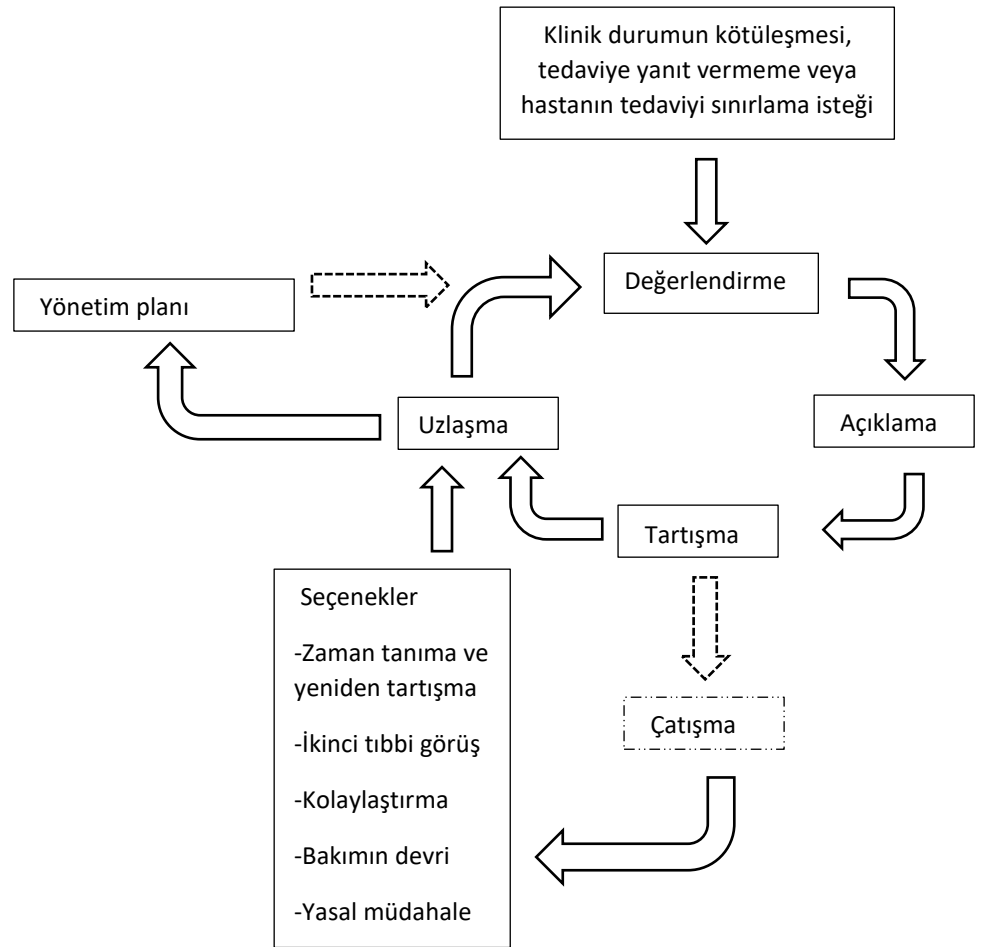 Klinik durumun kötüleşmesi,
tedaviye yanıt vermeme veya
hastanın tedaviyi sınırlama isteği
Değerlendirme
Yönetim planı
Uzlaşma
Açıklama
Tartışma
Seçenekler
-Zaman tanıma ve
yeniden tartışma
-İkinci tıbbi görüş
-Kolaylaştırma
-Bakımın devri
-Yasal müdahale
Çatışma